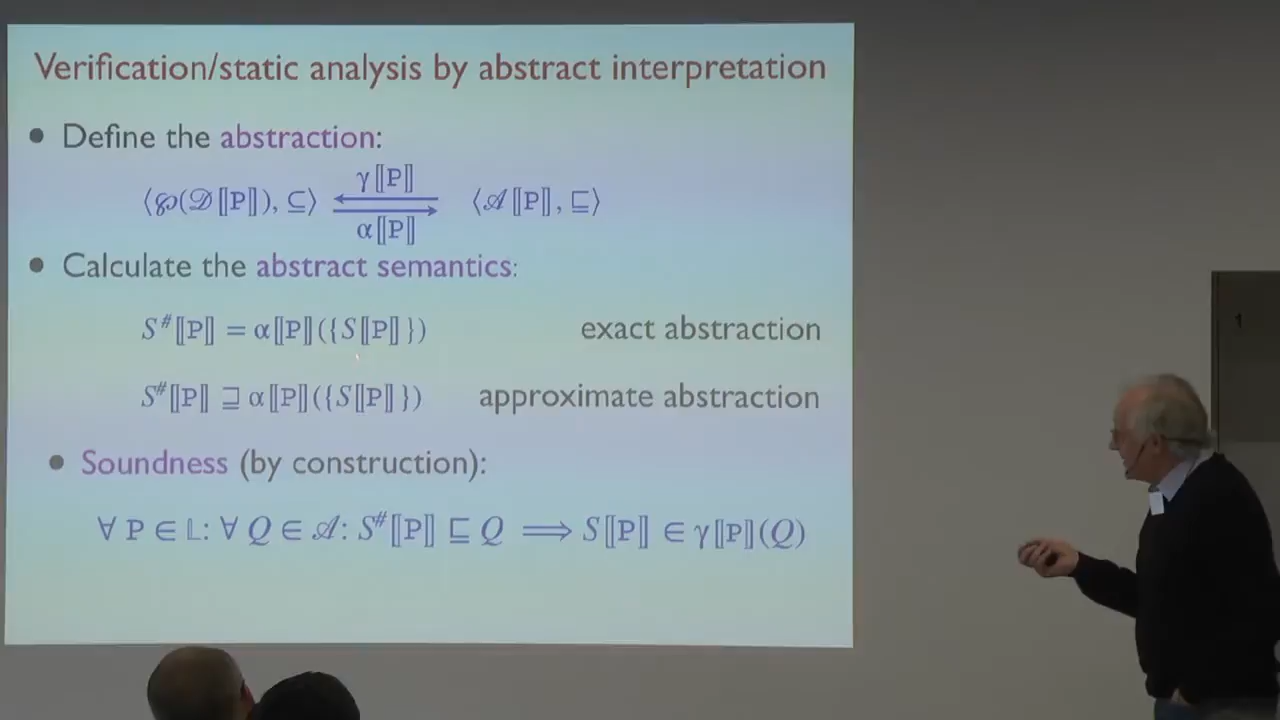 Verification/static analysis by abstract interpretation
• Define the abstraction:
γ⟦P⟧
⟨℘(𝒟⟦P⟧), ⊆⟩ ⇄ ⟨𝒜⟦P⟧, ⊑⟩
α⟦P⟧
• Calculate the abstract semantics:
S#⟦P⟧ = α⟦P⟧({S⟦P⟧}) exact abstraction
S#⟦P⟧ ⊒ α⟦P⟧({S⟦P⟧}) approximate abstraction
• Soundness (by construction):
∀ P ∈ 𝕃: ∀ Q ∈ 𝒜: S#⟦P⟧ ⊑ Q ⟹ S⟦P⟧ ∈ γ⟦P⟧(Q)
1